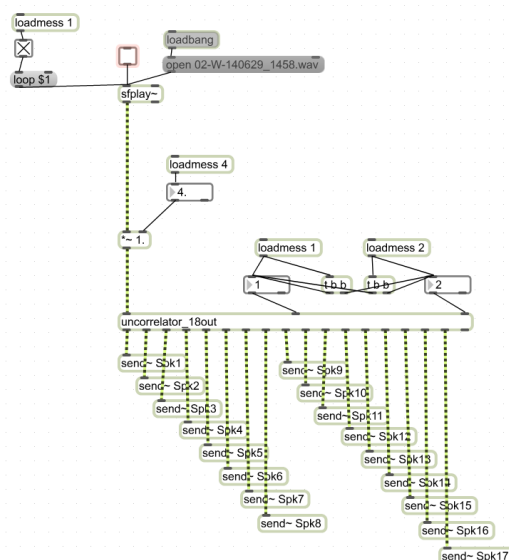 loadmess 1
loadbang
loop $1
open 02-W-140629_1458.wav
sfplay~
loadmess 4
4.
*~ 1.
loadmess 1
loadmess 2
1
t b b
t b b
2
uncorrelator_18out
send~ Spk1
send~ Spk2
send~ Spk3
send~ Spk4
send~ Spk5
send~ Spk6
send~ Spk7
send~ Spk8
send~ Spk9
send~ Spk10
send~ Spk11
send~ Spk12
send~ Spk13
send~ Spk14
send~ Spk15
send~ Spk16
send~ Spk17